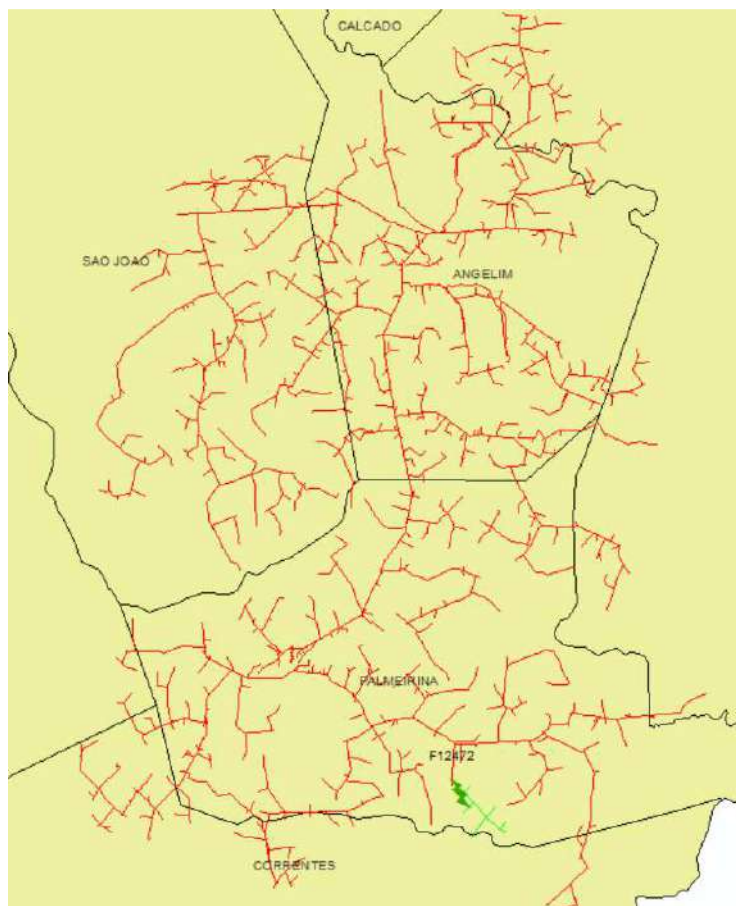 CALCADO
SAO JOAO
ANGELIM
PALMEIRINA
F12472
CORRENTES